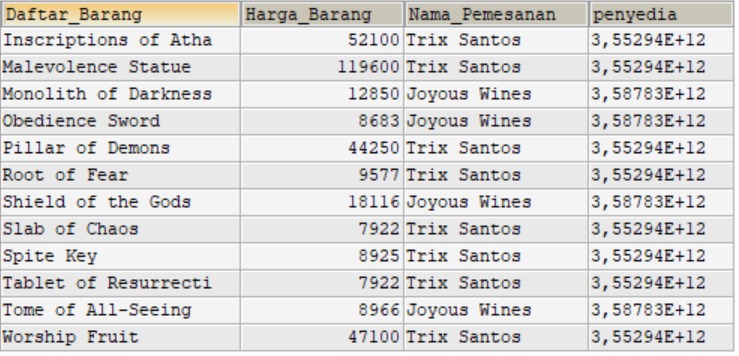 Daftar_Barang Harga_Barang Nama_Pemesanan penyedia
Inscriptions of Atha 52100 Trix Santos 3,55294E+12
Malevolence Statue 119600 Trix Santos 3,55294E+12
Monolith of Darkness 12850 Joyous Wines 3,58783E+12
Obedience Sword 8683 Joyous Wines 3,58783E+12
Pillar of Demons 44250 Trix Santos 3,55294E+12
Root of Fear 9577 Trix Santos 3,55294E+12
Shield of the Gods 18116 Joyous Wines 3,58783E+12
Slab of Chaos 7922 Trix Santos 3,55294E+12
Spite Key 8925 Trix Santos 3,55294E+12
Tablet of Resurrecti 7922 Trix Santos 3,55294E+12
Tome of All-Seeing 8966 Joyous Wines 3,58783E+12
Worship Fruit 47100 Trix Santos 3,55294E+12